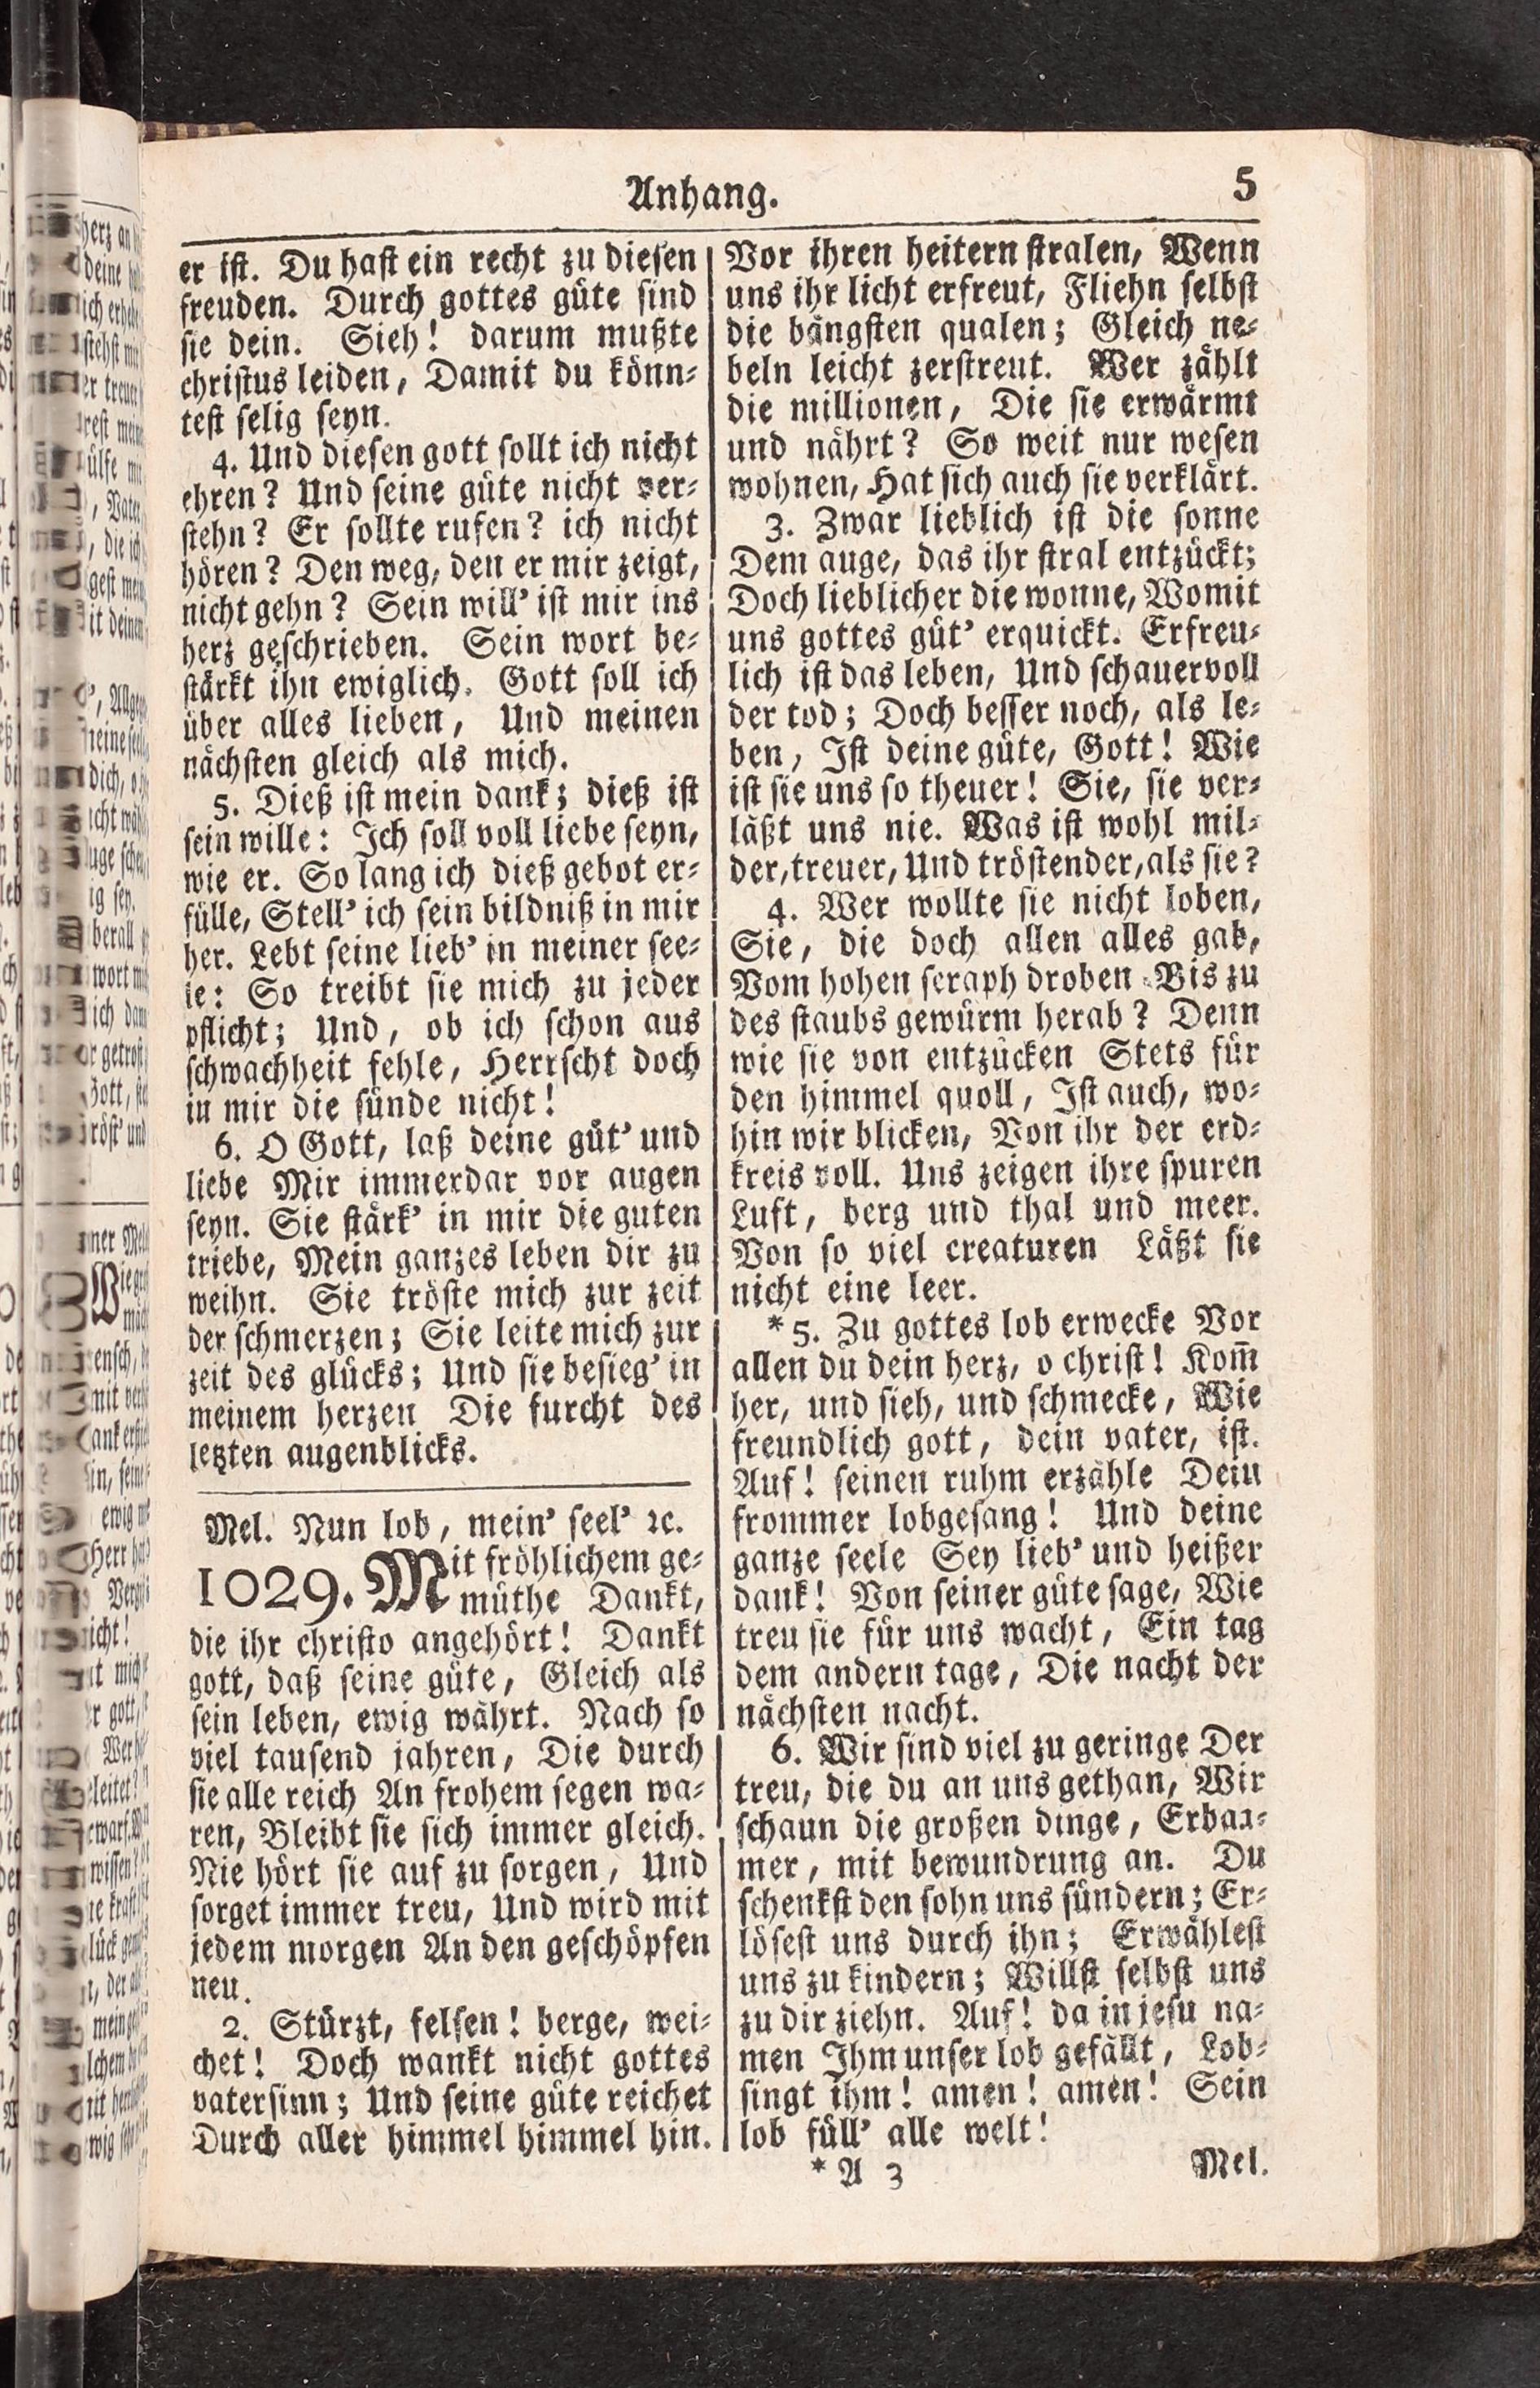 Anhang. 5
er ist. Du hast ein recht zu diesen
freuden. Durch gottes güte sind
sie dein. Sieh! darum mußte
christus leiden, Damit du könn-
test selig seyn.
4. Und diesen gott sollt ich nicht
ehren? Und seine güte nicht ver-
stehn? Er sollte rufen? ich nicht
hören? Den weg, den er mir zeigt,
nicht gehn? Sein will' ist mir ins
herz geschrieben. Sein wort be-
stärkt ihn ewiglich. Gott soll ich
über alles lieben, Und meinen
nächsten gleich als mich.
5. Dieß ist mein dank; dieß ist
sein wille: Ich soll voll liebe seyn,
wie er. So lang ich dieß gebot er-
fülle, Stell' ich sein bildniß in mir
her. Lebt seine lieb' in meiner see-
le: So treibt sie mich zu jeder
pflicht; Und, ob ich schon aus
schwachheit fehle, Herrscht doch
in mir die sünde nicht!
6. O Gott, laß deine güt' und
liebe Mir immerdar vor augen
seyn. Sie stärk' in mir die guten
triebe, Mein ganzes leben dir zu
weihn. Sie tröste mich zur zeit
der schmerzen; Sie leite mich zur
zeit des glücks; Und sie besieg' in
meinem herzen Die furcht des
letzten augenblicks.
Mel. Nun lob, mein' seel' ꝛc.
1029. Mit fröhlichem ge-
müthe Dankt,
die ihr christo angehört! Dankt
gott, daß seine güte, Gleich als
sein leben, ewig währt. Nach so
viel tausend jahren, Die durch
sie alle reich An frohem segen wa-
ren, Bleibt sie sich immer gleich.
Nie hört sie auf zu sorgen, Und
sorget immer treu, Und wird mit
jedem morgen An den geschöpfen
neu.
2. Stürzt, felsen! berge, wei-
chet! Doch wankt nicht gottes
vatersinn; Und seine güte reichet
Durch aller himmel himmel hin.
Vor ihren heitern stralen, Wenn
uns ihr licht erfreut, Fliehn selbst
die bängsten qualen; Gleich ne-
beln leicht zerstreut. Wer zählt
die millionen, Die sie erwärmt
und nährt? So weit nur wesen
wohnen, Hat sich auch sie verklärt.
3. Zwar lieblich ist die sonne
Dem auge, das ihr stral entzückt;
Doch lieblicher die wonne, Womit
uns gottes güt' erquickt. Erfreu-
lich ist das leben, Und schauervoll
der tod; Doch besser noch, als le-
ben, Ist deine güte, Gott! Wie
ist sie uns so theuer! Sie, sie ver-
läßt uns nie. Was ist wohl mil-
der, treuer, Und tröstender, als sie?
4. Wer wollte sie nicht loben,
Sie, die doch allen alles gab,
Vom hohen seraph droben Bis zu
des staubs gewürm herab? Denn
wie sie von entzücken Stets für
den himmel quoll, Ist auch, wo-
hin wir blicken, Von ihr der erd-
kreis voll. Uns zeigen ihre spuren
Luft, berg und thal und meer.
Von so viel creaturen Läßt sie
nicht eine leer.
*5. Zu gottes lob erwecke Vor
allen du dein herz, o christ! Kom̄
her, und sieh, und schmecke, Wie
freundlich gott, dein vater, ist.
Auf! seinen ruhm erzähle Dein
frommer lobgesang! Und deine
ganze seele Sey lieb' und heißer
dank! Von seiner güte sage, Wie
treu sie für uns wacht, Ein tag
dem andern tage, Die nacht der
nächsten nacht.
6. Wir sind viel zu geringe Der
treu, die du an uns gethan, Wir
schaun die großen dinge, Erbar-
mer, mit bewundrung an. Du
schenkst den sohn uns sündern; Er-
lösest uns durch ihn; Erwählest
uns zu kindern; Willst selbst uns
zu dir ziehn. Auf! da in jesu na-
men Ihm unser lob gefällt, Lob-
singt ihm! amen! amen! Sein
lob füll' alle welt!
*A 3 Mel.